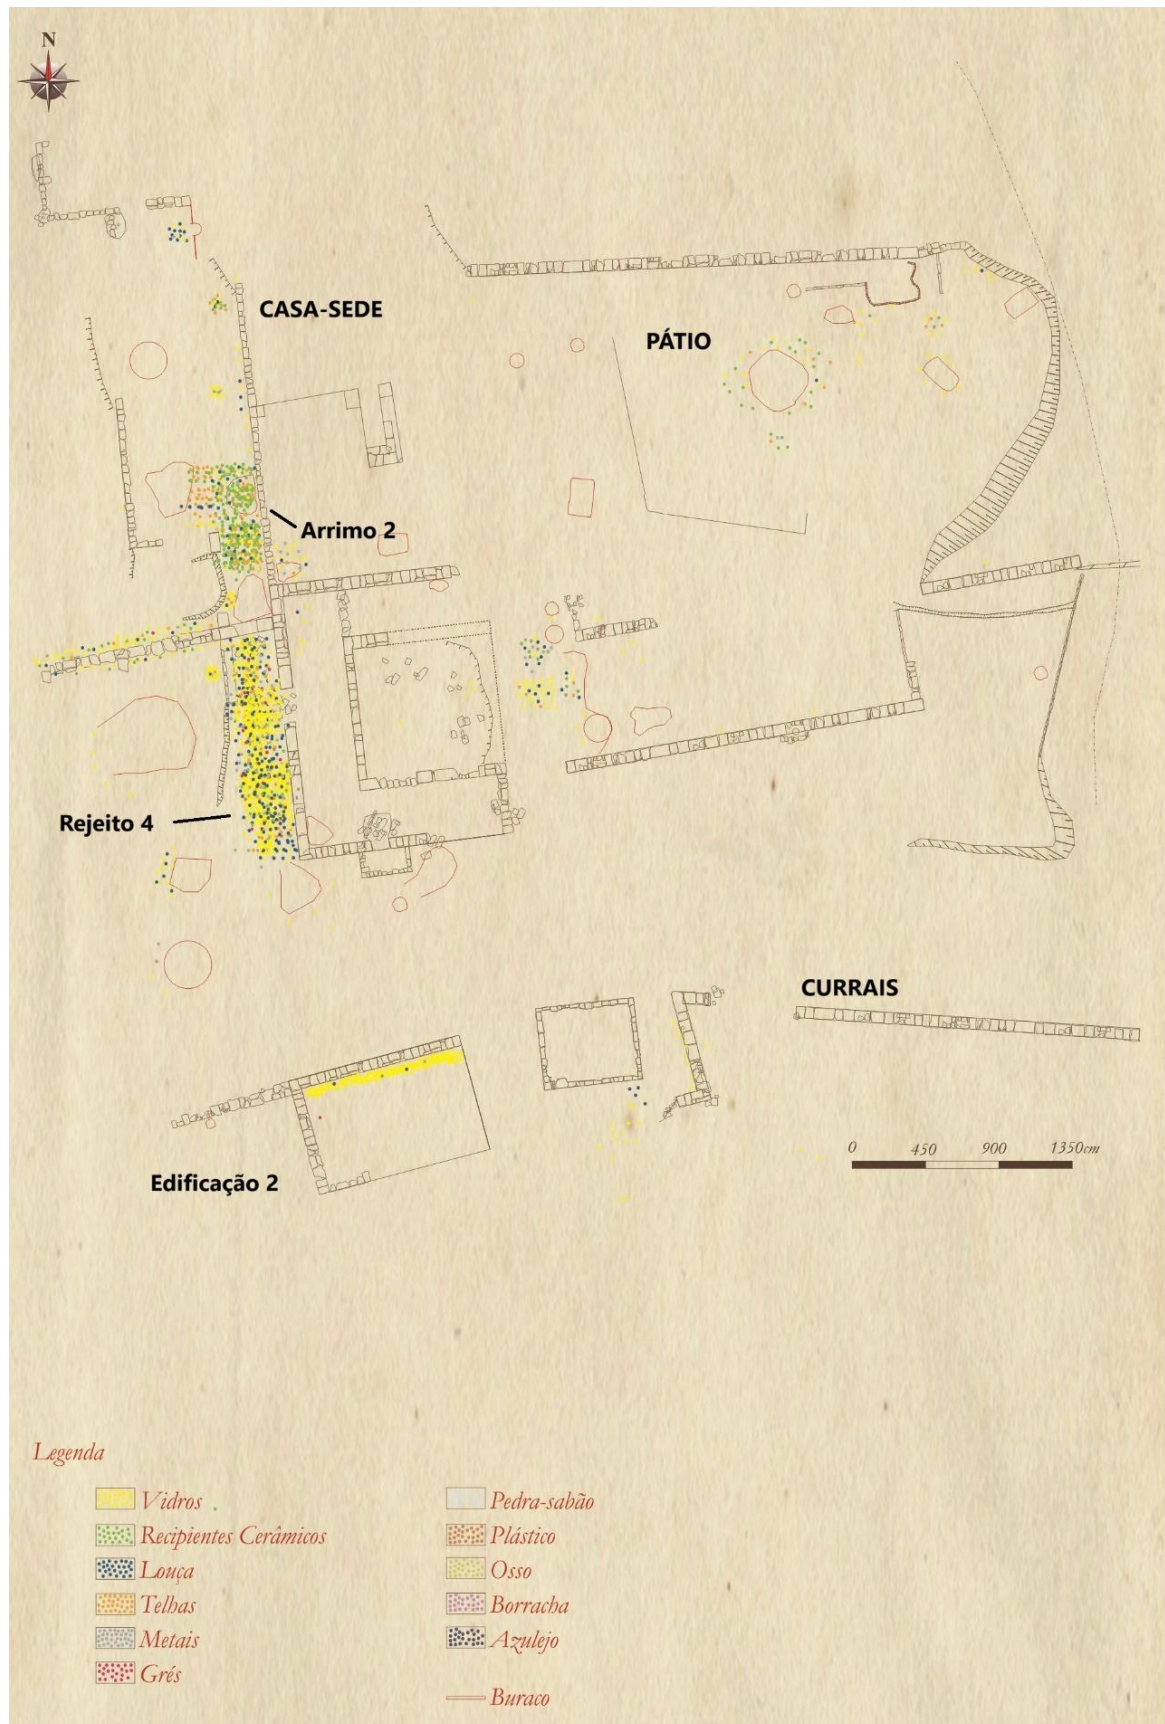 N
CASA-SEDE
PÁTIO
Arrimo 2
Rejeito 4
CURRAIS
0 450 900 1350cm
Edificação 2
Legenda
Vidros
Recipientes Cerâmicos
Louça
Telhas
Metais
Grés
Pedra-sabão
Plástico
Osso
Borracha
Azulejo
Buraco